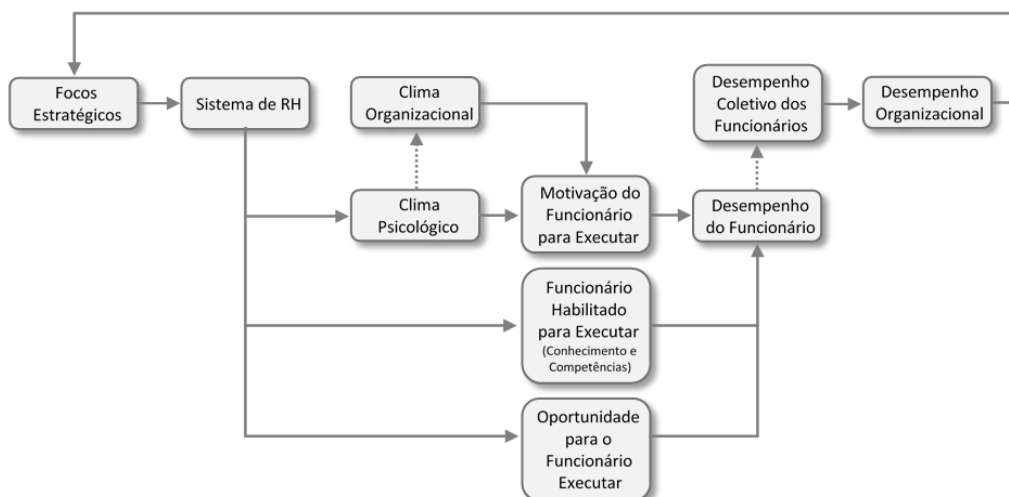 Focos
Estratégicos
Sistema de RH
Clima
Organizacional
Desempenho
Coletivo dos
Funcionários
Desempenho
Organizacional
Clima
Psicológico
Motivação do
Funcionário
para Executar
Desempenho
do Funcionário
Funcionário
Habilitado
para Executar
(Conhecimento e
Competências)
Oportunidade
para o
Funcionário
Executar